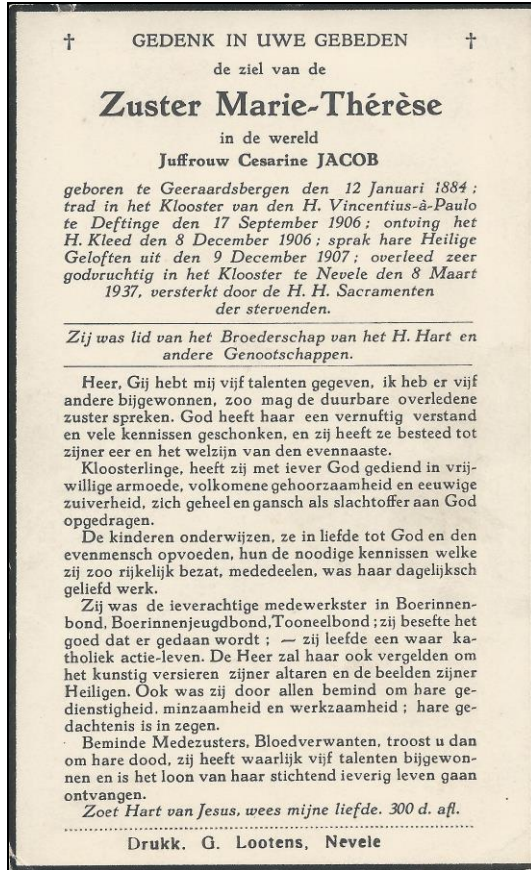 † GEDENK IN UWE GEBEDEN †
de ziel van de
Zuster Marie-Thérèse
in de wereld
Juffrouw Cesarine JACOB
geboren te Geeraardsbergen den 12 Januari 1884 ;
trad in het Klooster van den H. Vincentius-à-Paulo
te Deftinge den 17 September 1906 ; ontving het
H. Kleed den 8 December 1906 ; sprak hare Heilige
Geloften uit den 9 December 1907 ; overleed zeer
godvruchtig in het Klooster te Nevele den 8 Maart
1937, versterkt door de H. H. Sacramenten
der stervenden.
Zij was lid van het Broederschap van het H. Hart en
andere Genootschappen.
Heer, Gij hebt mij vijf talenten gegeven, ik heb er vijf
andere bijgewonnen, zoo mag de duurbare overledene
zuster spreken. God heeft haar een vernuftig verstand
en vele kennissen geschonken, en zij heeft ze besteed tot
zijner eer en het welzijn van den evennaaste.
Kloosterlinge, heeft zij met iever God gediend in vrij-
willige armoede, volkomene gehoorzaamheid en eeuwige
zuiverheid, zich geheel en gansch als slachtoffer aan God
opgedragen.
De kinderen onderwijzen, ze in liefde tot God en den
evenmensch opvoeden, hun de noodige kennissen welke
zij zoo rijkelijk bezat, mededeelen, was haar dagelijksch
geliefd werk.
Zij was de ieverachtige medewerkster in Boerinnen-
bond, Boerinnenjeugdbond, Tooneelbond ; zij besefte het
goed dat er gedaan wordt ; — zij leefde een waar ka-
tholiek actie-leven. De Heer zal haar ook vergelden om
het kunstig versieren zijner altaren en de beelden zijner
Heiligen. Ook was zij door allen bemind om hare ge-
dienstigheid, minzaamheid en werkzaamheid ; hare ge-
dachtenis is in zegen.
Beminde Medezusters, Bloedverwanten, troost u dan
om hare dood, zij heeft waarlijk vijf talenten bijgewon-
nen en is het loon van haar stichtend ieverig leven gaan
ontvangen.
Zoet Hart van Jesus, wees mijne liefde. 300 d. afl.
Drukk. G. Lootens, Nevele